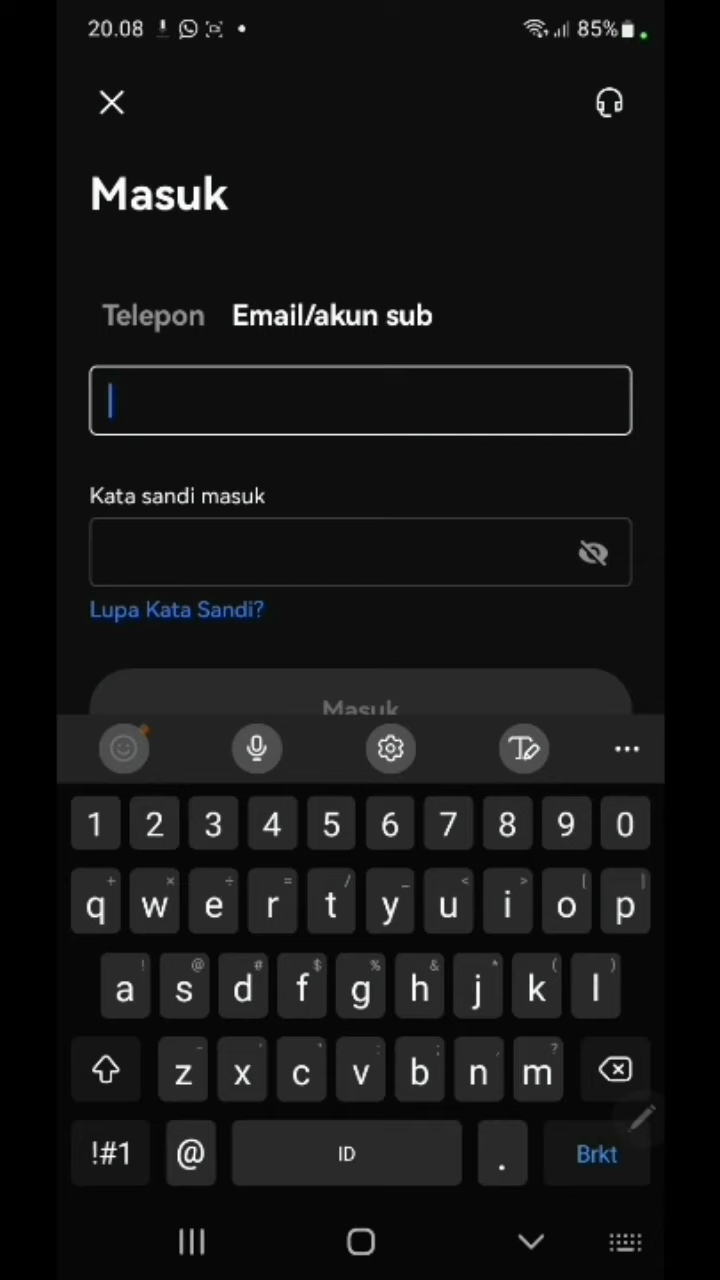 20.08 85%
Masuk
Telepon Email/akun sub
Kata sandi masuk
Lupa Kata Sandi?
Masuk
1 2 3 4 5 6 7 8 9 0
q w e r t y u i o p
a s d f g h j k l
z x c v b n m
!#1 @ ID . Brkt